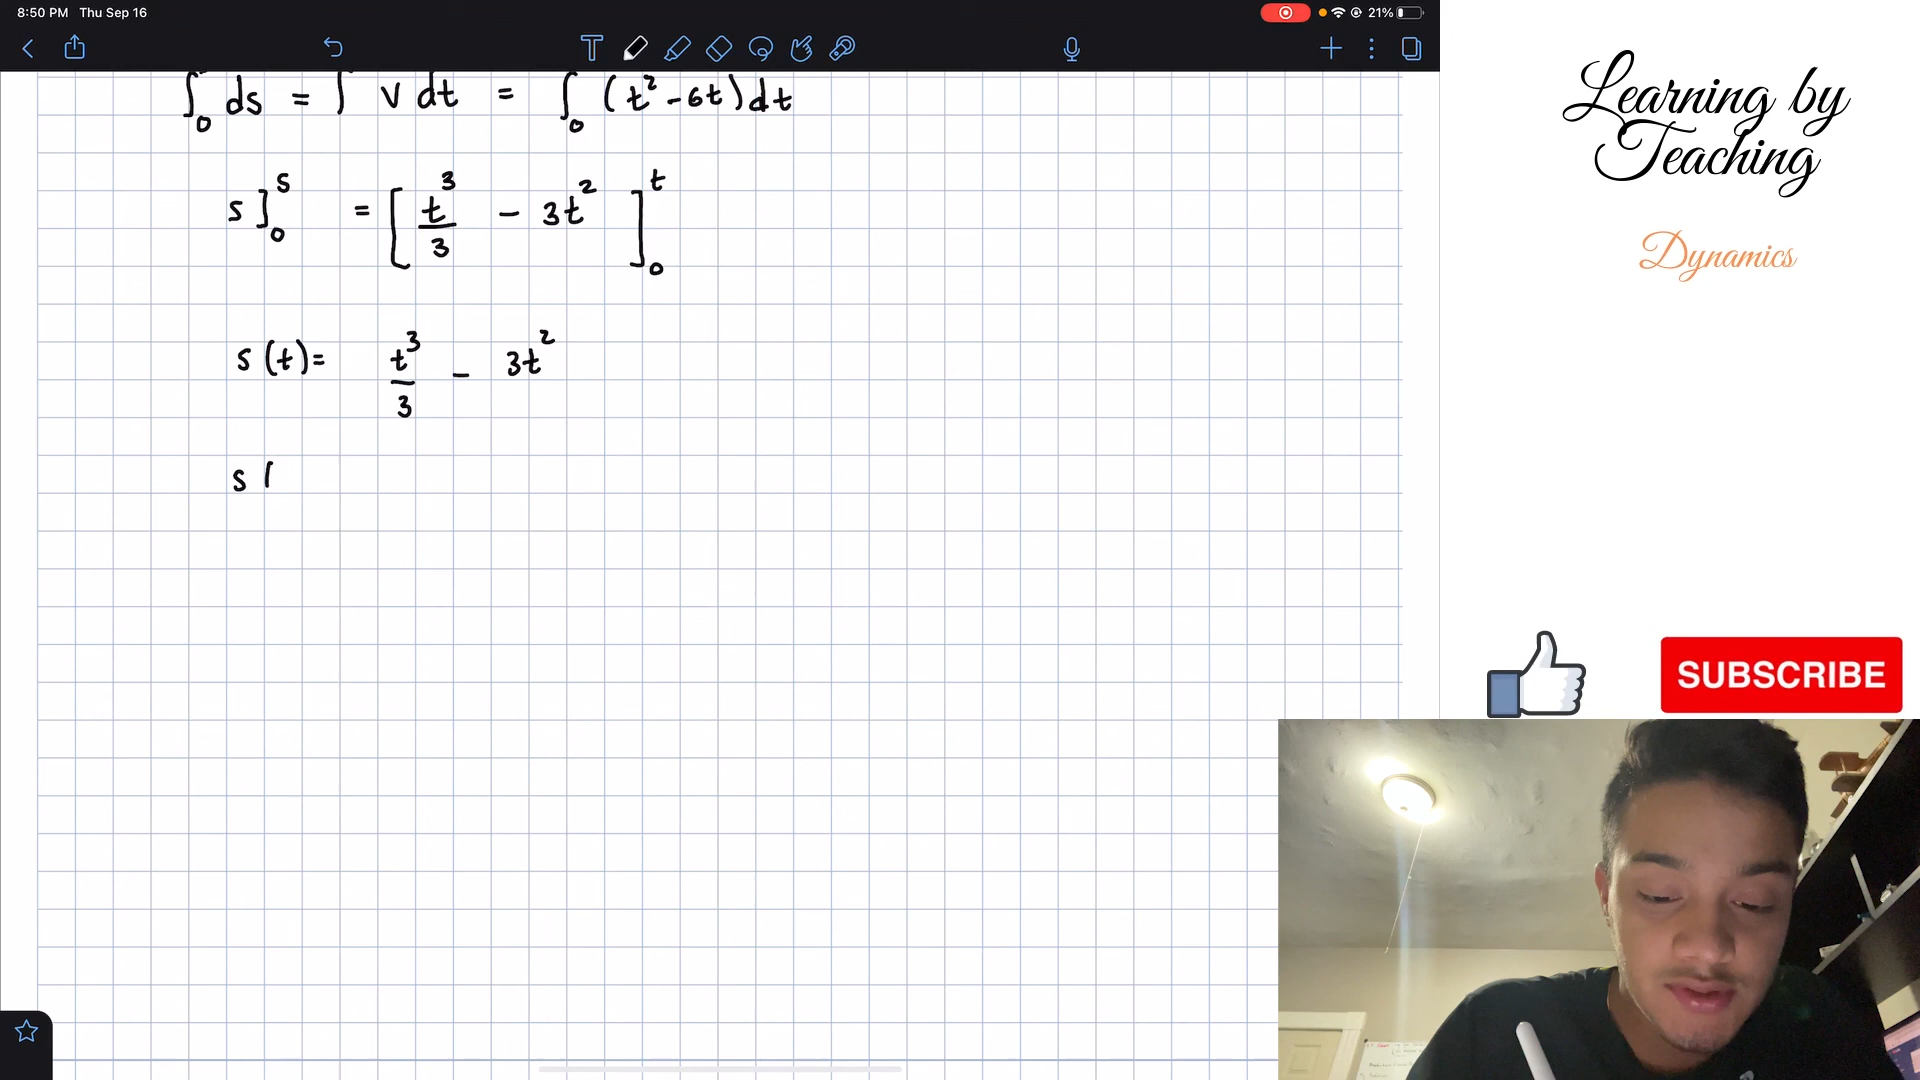 8:50 PM Thu Sep 16
21%
∫₀ ds = ∫ v dt = ∫₀ (t² - 6t) dt
s]₀ˢ = [t³/3 - 3t²]₀ᵗ
s(t) = t³/3 - 3t²
s (
Learning by
Teaching
Dynamics
SUBSCRIBE